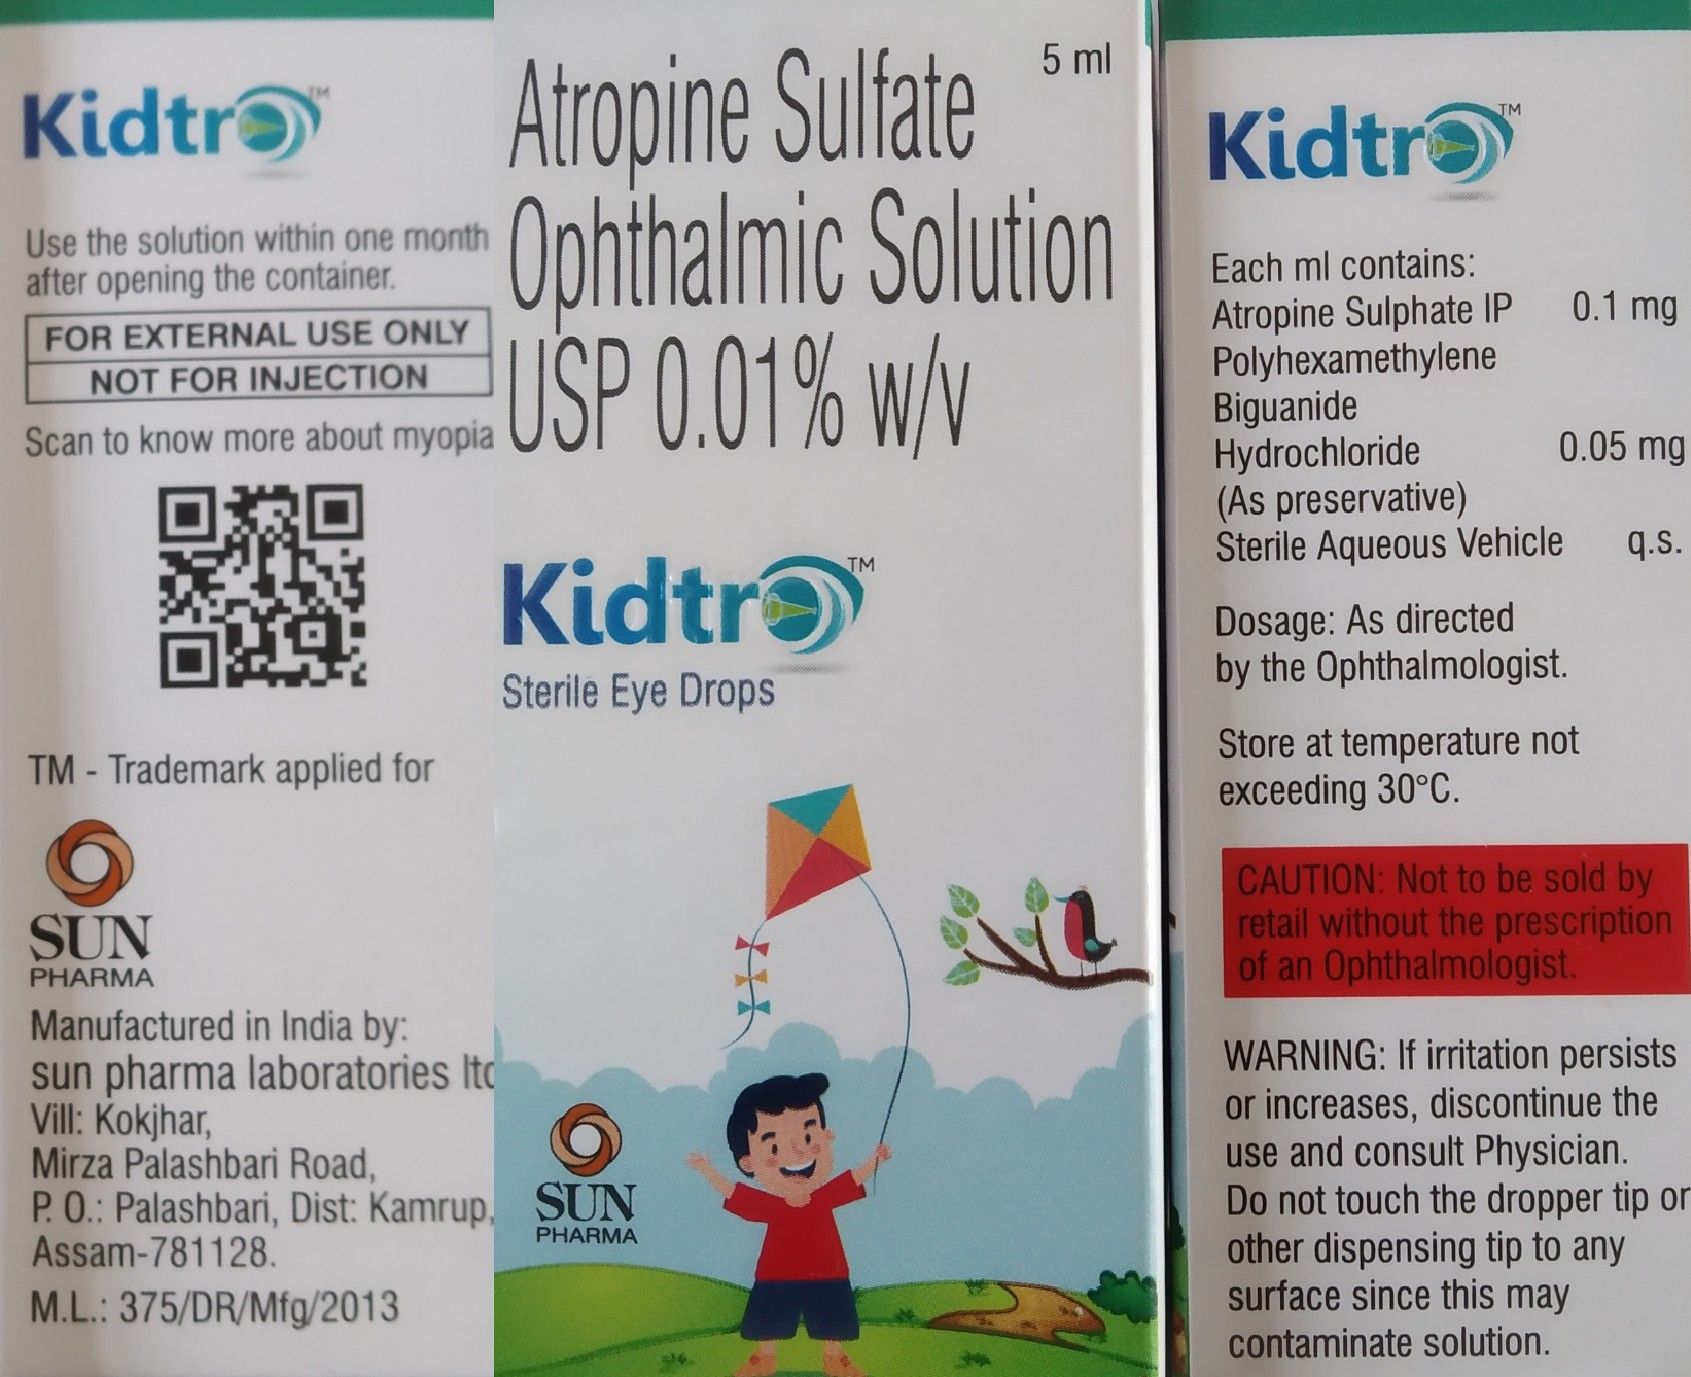 Kidtro™
Use the solution within one month
after opening the container.
FOR EXTERNAL USE ONLY
NOT FOR INJECTION
Scan to know more about myopia
TM - Trademark applied for
SUN
PHARMA
Manufactured in India by:
sun pharma laboratories ltd
Vill: Kokjhar,
Mirza Palashbari Road,
P. O.: Palashbari, Dist: Kamrup,
Assam-781128.
M.L.: 375/DR/Mfg/2013
Atropine Sulfate
5 ml
Ophthalmic Solution
USP 0.01% w/v
Kidtro™
Sterile Eye Drops
SUN
PHARMA
Kidtro™
Each ml contains:
Atropine Sulphate IP 0.1 mg
Polyhexamethylene
Biguanide
Hydrochloride 0.05 mg
(As preservative)
Sterile Aqueous Vehicle q.s.
Dosage: As directed
by the Ophthalmologist.
Store at temperature not
exceeding 30°C.
CAUTION: Not to be sold by
retail without the prescription
of an Ophthalmologist.
WARNING: If irritation persists
or increases, discontinue the
use and consult Physician.
Do not touch the dropper tip or
other dispensing tip to any
surface since this may
contaminate solution.